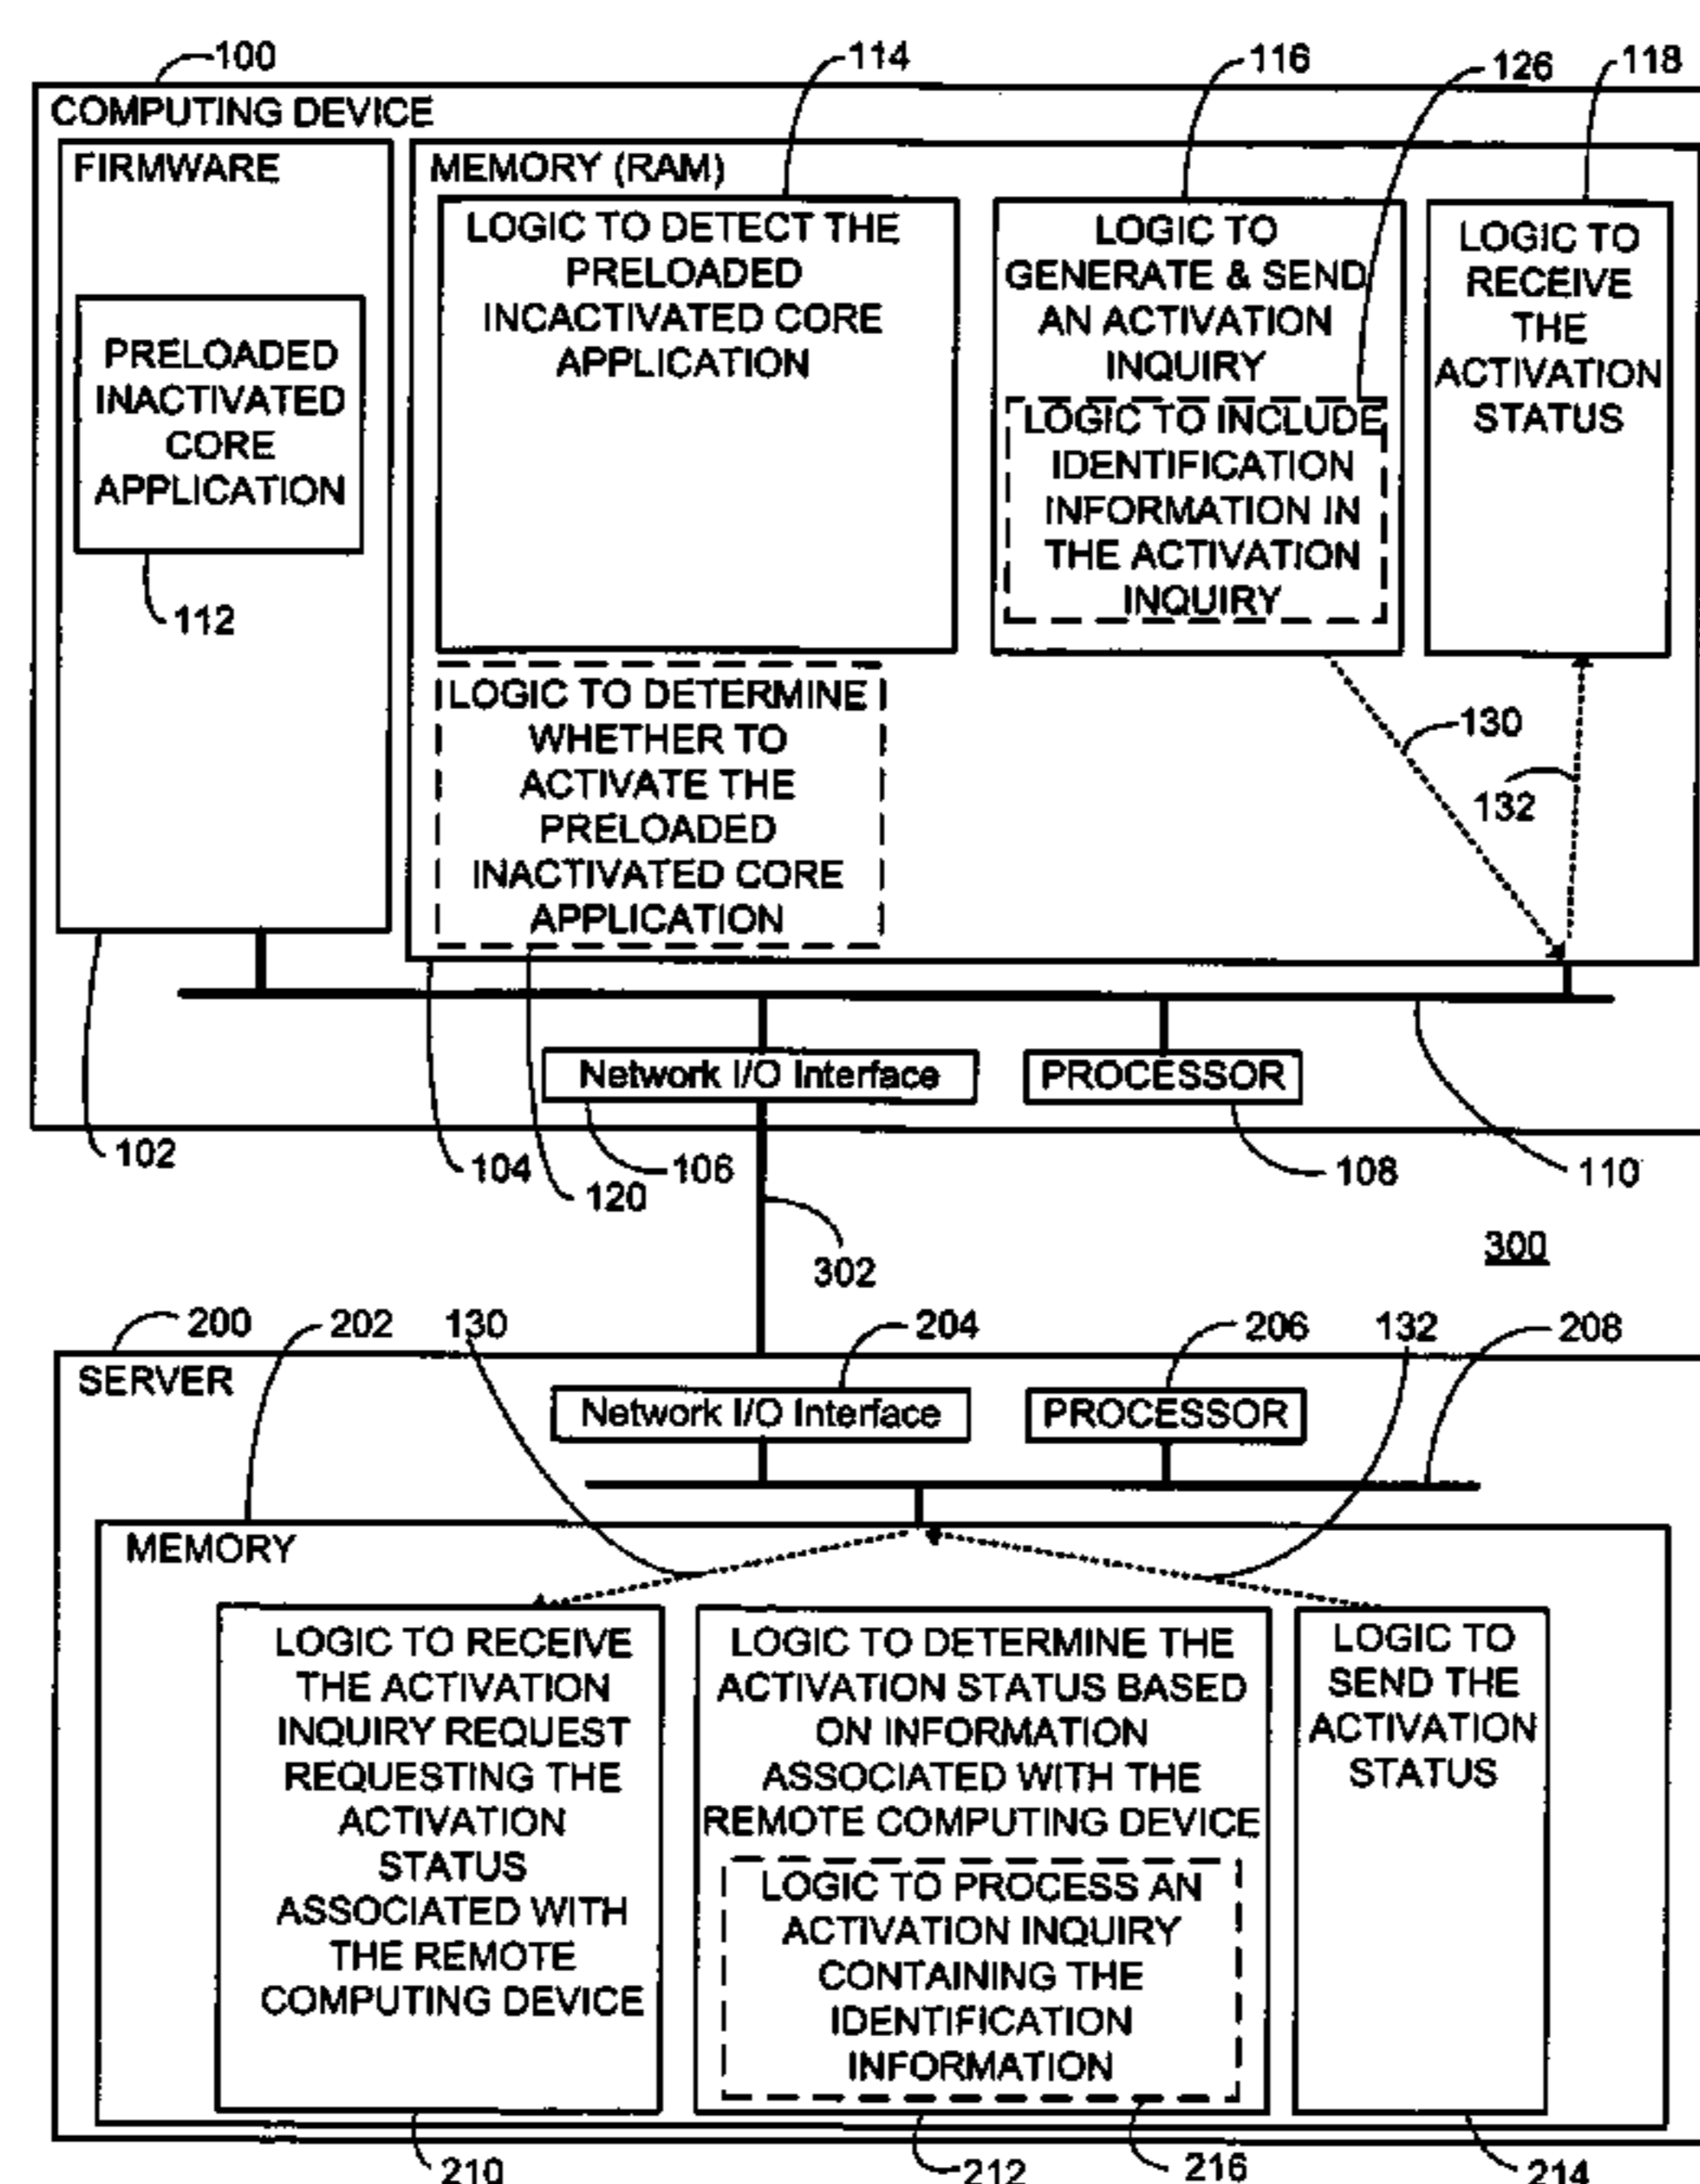 100
114
116
126
118
COMPUTING DEVICE
FIRMWARE
PRELOADED
INACTIVATED
CORE
APPLICATION
112
MEMORY (RAM)
LOGIC TO DETECT THE
PRELOADED
INCACTIVATED CORE
APPLICATION
LOGIC TO
GENERATE & SEND
AN ACTIVATION
INQUIRY
LOGIC TO INCLUDE
IDENTIFICATION
INFORMATION IN
THE ACTIVATION
INQUIRY
LOGIC TO
RECEIVE
THE
ACTIVATION
STATUS
LOGIC TO DETERMINE
WHETHER TO
ACTIVATE THE
PRELOADED
INACTIVATED CORE
APPLICATION
130
132
Network I/O Interface
PROCESSOR
102
104
120
106
108
110
302
300
200
202
130
204
206
132
208
SERVER
Network I/O Interface
PROCESSOR
MEMORY
LOGIC TO RECEIVE
THE ACTIVATION
INQUIRY REQUEST
REQUESTING THE
ACTIVATION
STATUS
ASSOCIATED WITH
THE REMOTE
COMPUTING DEVICE
LOGIC TO DETERMINE THE
ACTIVATION STATUS BASED
ON INFORMATION
ASSOCIATED WITH THE
REMOTE COMPUTING DEVICE
LOGIC TO PROCESS AN
ACTIVATION INQUIRY
CONTAINING THE
IDENTIFICATION
INFORMATION
LOGIC TO
SEND THE
ACTIVATION
STATUS
210
212
216
214